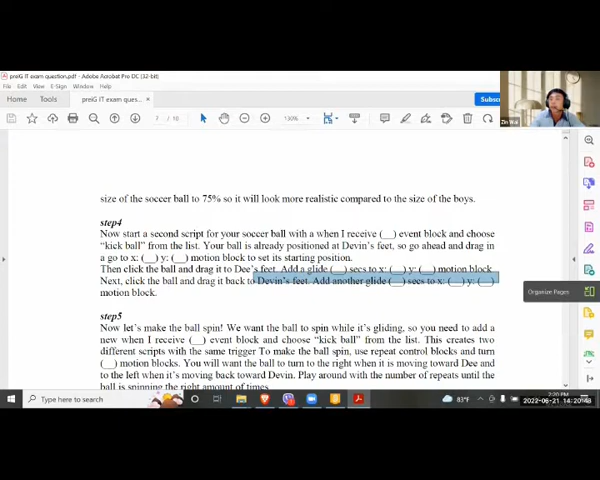 preiG IT exam question.pdf - Adobe Acrobat Pro DC (32-bit)
File Edit View E-Sign Window Help
Home Tools preiG IT exam ques... ×
Subsc
Zin Wai
7 / 10
130%
size of the soccer ball to 75% so it will look more realistic compared to the size of the boys.
step4
Now start a second script for your soccer ball with a when I receive (__) event block and choose
“kick ball” from the list. Your ball is already positioned at Devin’s feet, so go ahead and drag in
a go to x: (__) y: (__) motion block to set its starting position.
Then click the ball and drag it to Dee’s feet. Add a glide (__) secs to x: (__) y: (__) motion block.
Next, click the ball and drag it back to Devin’s feet. Add another glide (__) secs to x: (__) y: (__)
motion block.
Organize Pages
step5
Now let’s make the ball spin! We want the ball to spin while it’s gliding, so you need to add a
new when I receive (__) event block and choose “kick ball” from the list. This creates two
different scripts with the same trigger To make the ball spin, use repeat control blocks and turn
(__) motion blocks. You will want the ball to turn to the right when it is moving toward Dee and
to the left when it’s moving back toward Devin. Play around with the number of repeats until the
ball is spinning the right amount of times
Type here to search
83°F
2:20 PM
2022-06-21 14:20:48